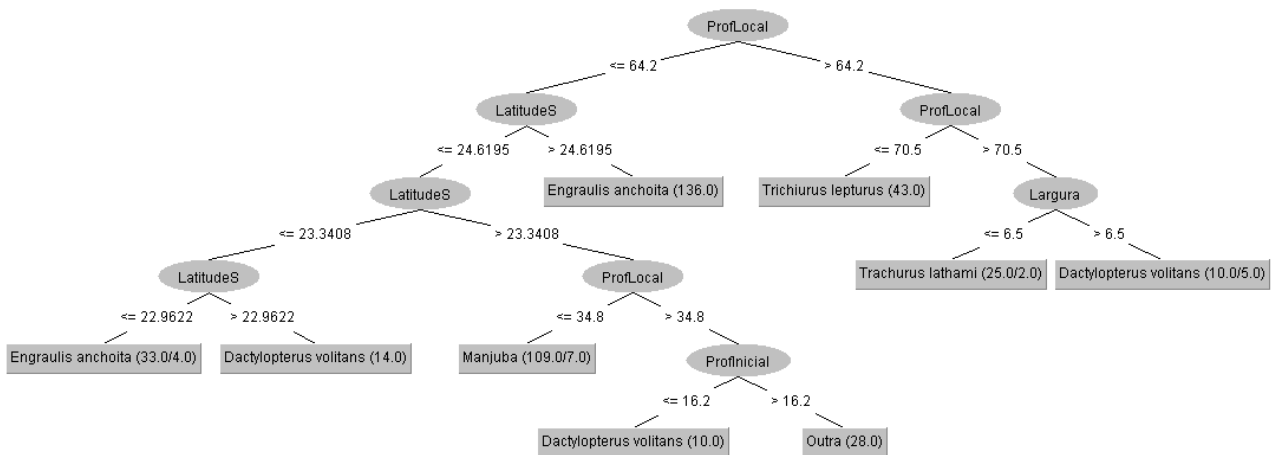 ProfLocal
<= 64.2 > 64.2
LatitudeS ProfLocal
<= 24.6195 > 24.6195 <= 70.5 > 70.5
LatitudeS Engraulis anchoita (136.0) Trichiurus lepturus (43.0) Largura
<= 23.3408 > 23.3408 <= 6.5 > 6.5
LatitudeS ProfLocal Trachurus lathami (25.0/2.0) Dactylopterus volitans (10.0/5.0)
<= 22.9622 > 22.9622 <= 34.8 > 34.8
Engraulis anchoita (33.0/4.0) Dactylopterus volitans (14.0) Manjuba (109.0/7.0) ProfInicial
<= 16.2 > 16.2
Dactylopterus volitans (10.0) Outra (28.0)